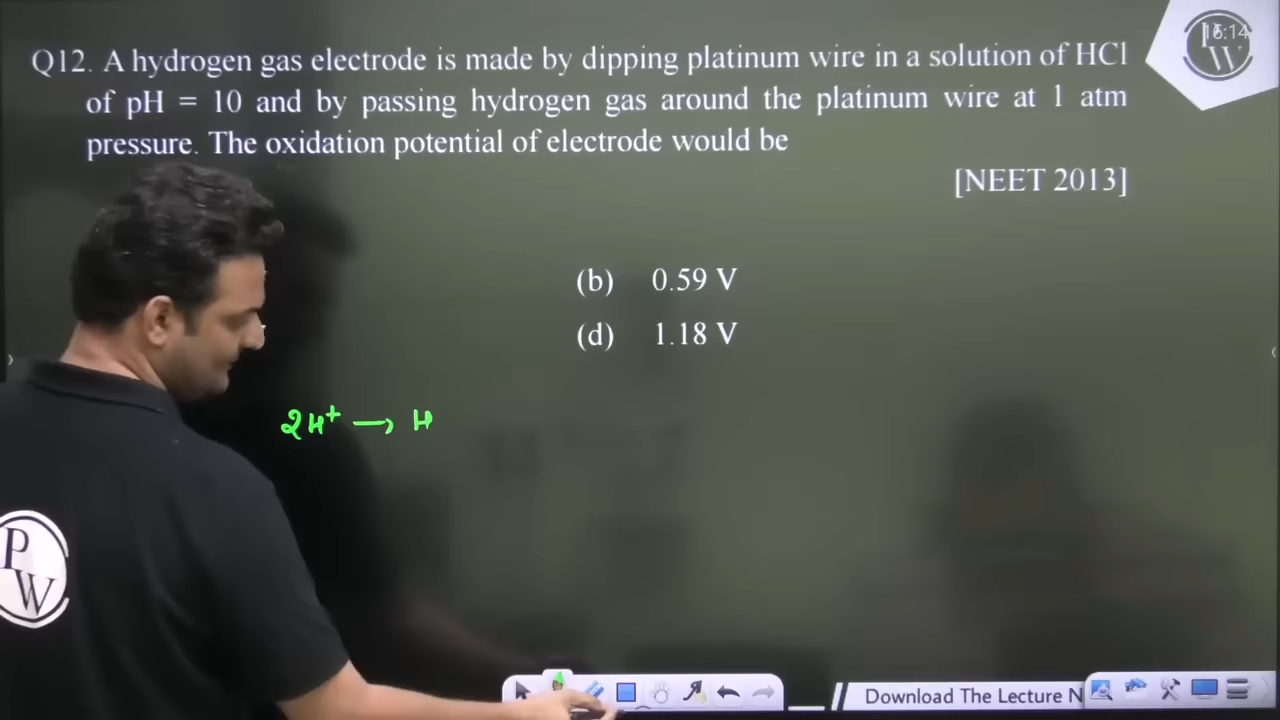 16:14
Q12. A hydrogen gas electrode is made by dipping platinum wire in a solution of HCl
of pH = 10 and by passing hydrogen gas around the platinum wire at 1 atm
pressure. The oxidation potential of electrode would be
[NEET 2013]
(b) 0.59 V
(d) 1.18 V
2H⁺ → H
P
W
Download The Lecture N